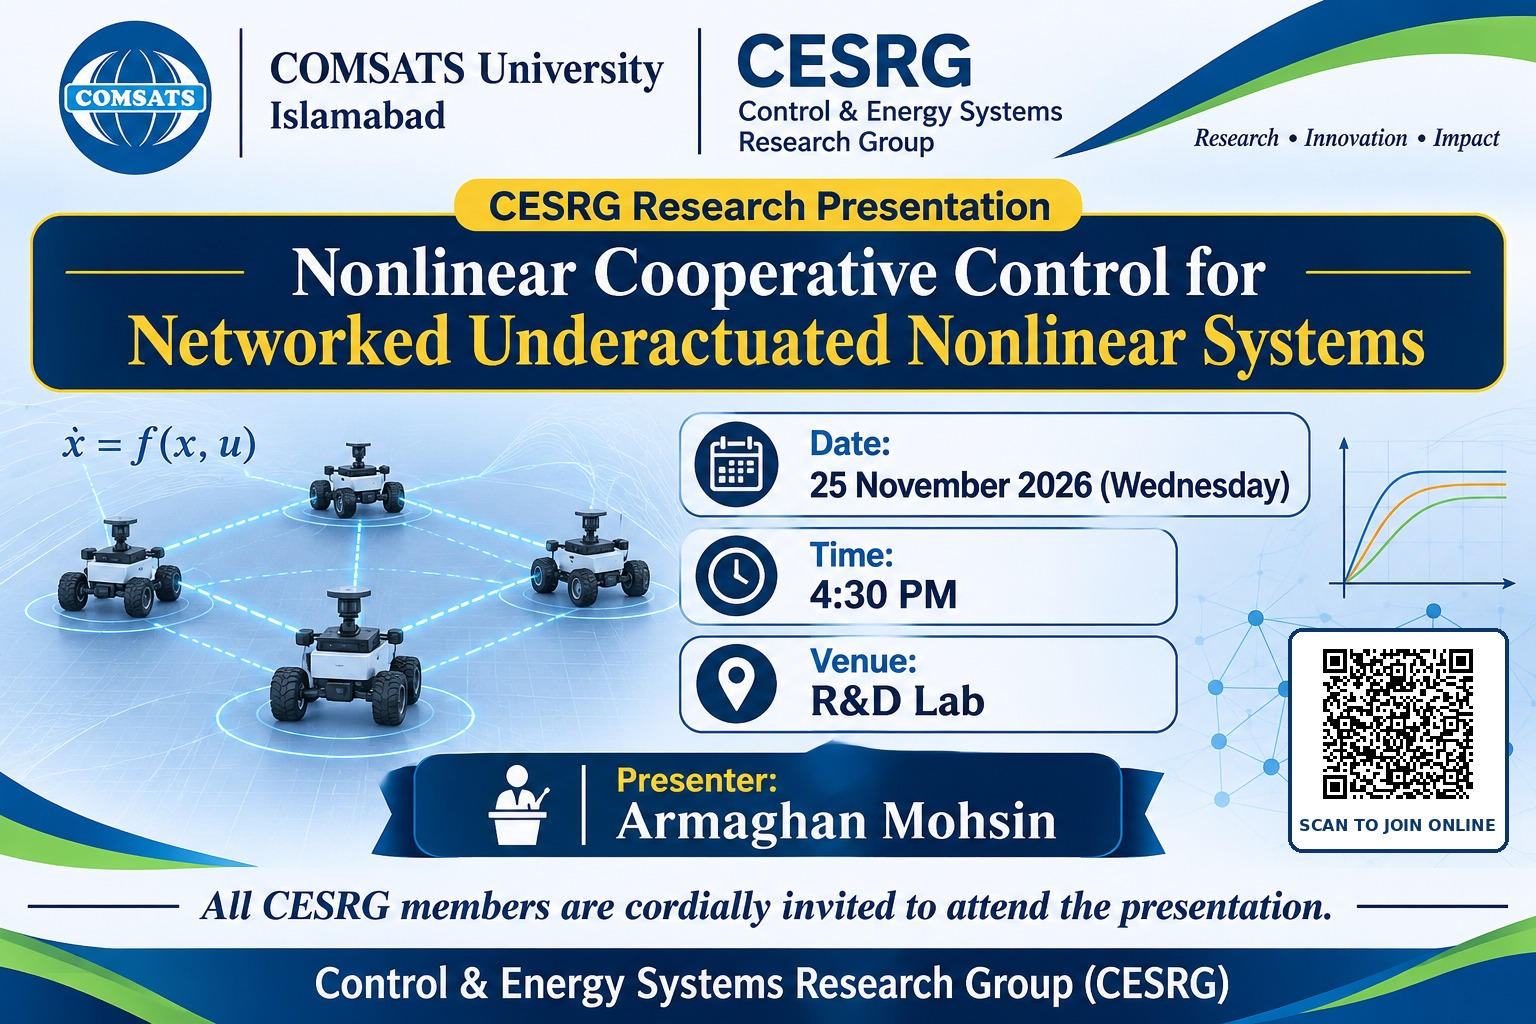 COMSATS
COMSATS University
Islamabad
CESRG
Control & Energy Systems
Research Group
Research • Innovation • Impact
CESRG Research Presentation
Nonlinear Cooperative Control for
Networked Underactuated Nonlinear Systems
ẋ = f(x, u)
Date:
25 November 2026 (Wednesday)
Time:
4:30 PM
Venue:
R&D Lab
SCAN TO JOIN ONLINE
Presenter:
Armaghan Mohsin
All CESRG members are cordially invited to attend the presentation.
Control & Energy Systems Research Group (CESRG)